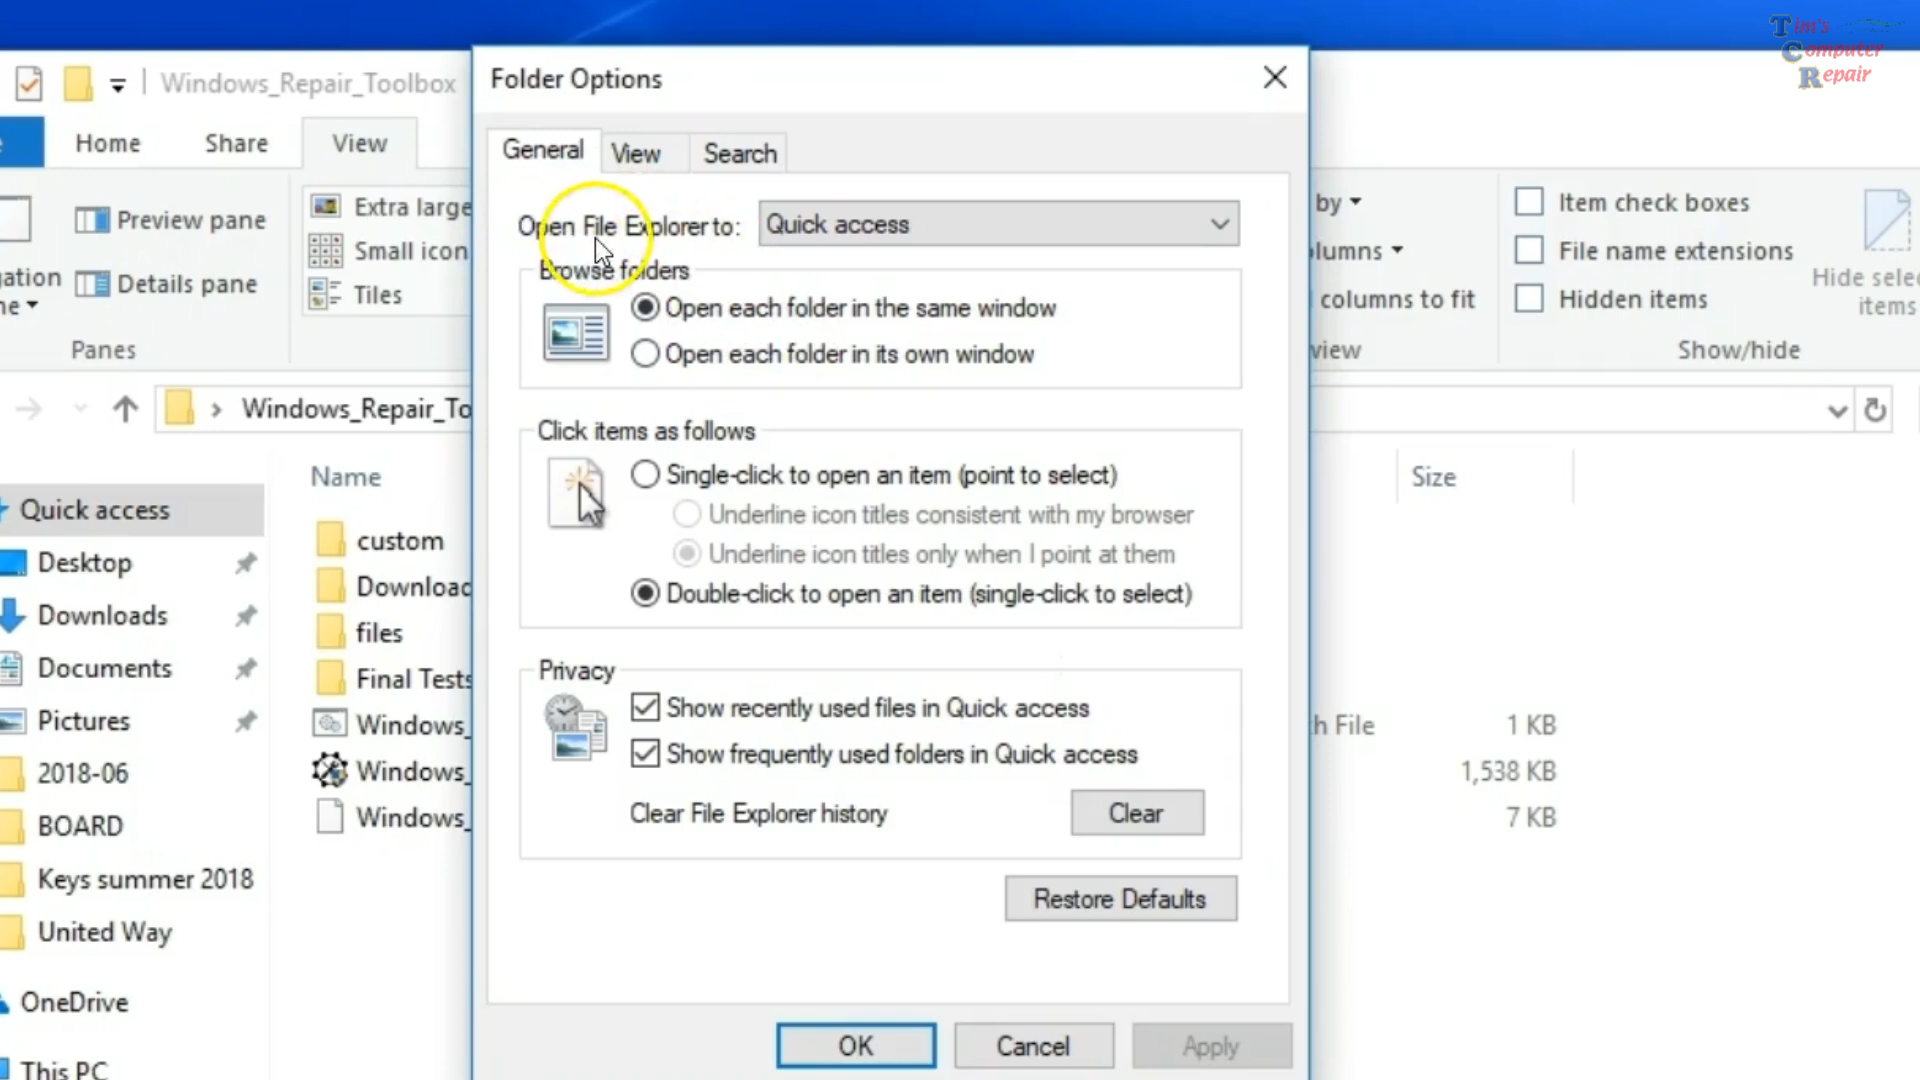 Tim's
Computer
Repair
Windows_Repair_Toolbox
Folder Options
Home
Share
View
General
View
Search
Preview pane
Details pane
Panes
Extra large
Small icon
Tiles
Open File Explorer to:
Quick access
Browse folders
Open each folder in the same window
Open each folder in its own window
by
columns to fit
Item check boxes
File name extensions
Hidden items
Show/hide
Hide
items
Windows_Repair_To
Click items as follows
Single-click to open an item (point to select)
Underline icon titles consistent with my browser
Underline icon titles only when I point at them
Double-click to open an item (single-click to select)
Name
Size
Quick access
Desktop
Downloads
Documents
Pictures
2018-06
BOARD
Keys summer 2018
United Way
OneDrive
This PC
custom
Download
files
Final Tests
Windows_
Windows_
Windows_
File
1 KB
1,538 KB
7 KB
Privacy
Show recently used files in Quick access
Show frequently used folders in Quick access
Clear File Explorer history
Clear
Restore Defaults
OK
Cancel
Apply